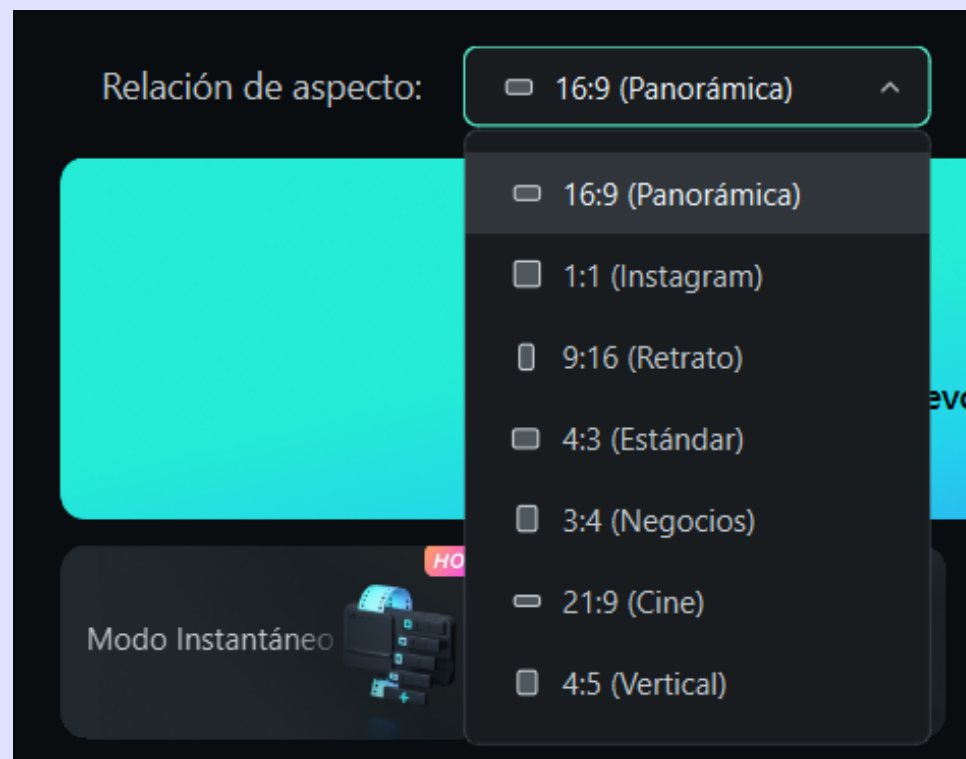 Relación de aspecto: 16:9 (Panorámica)
16:9 (Panorámica)
1:1 (Instagram)
9:16 (Retrato)
4:3 (Estándar)
3:4 (Negocios)
21:9 (Cine)
4:5 (Vertical)
Modo Instantáneo